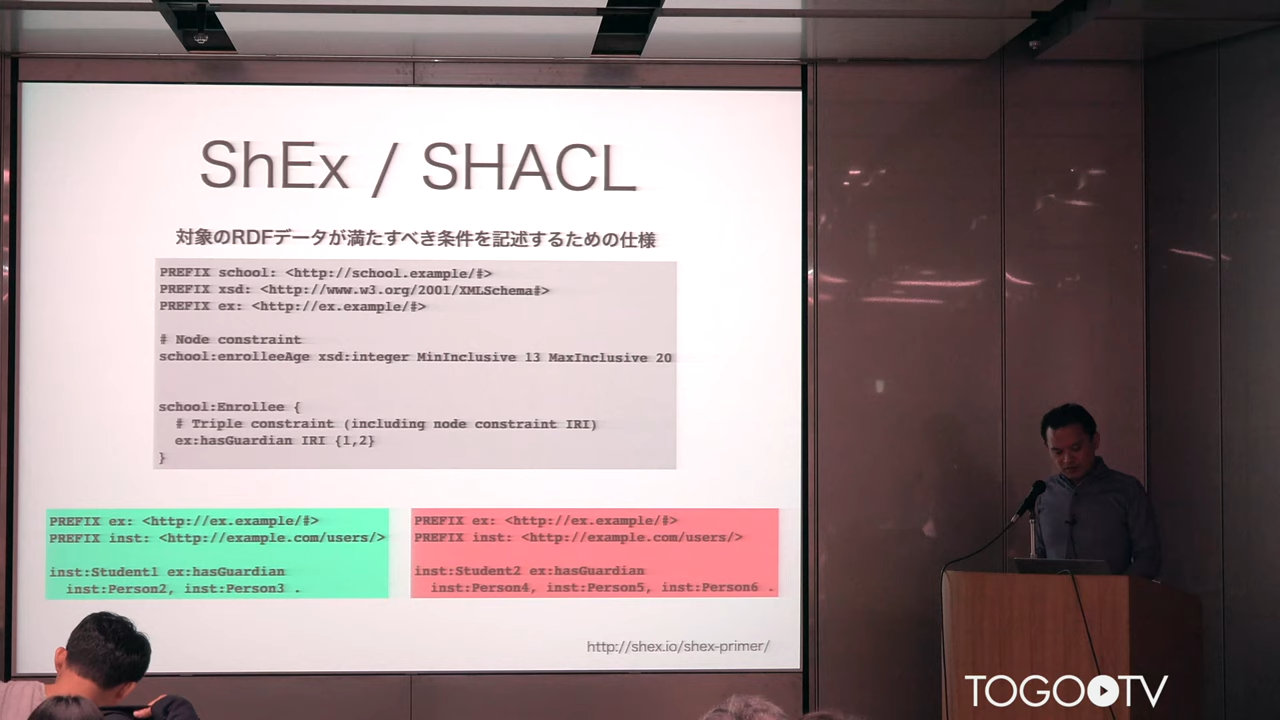 ShEx / SHACL
対象のRDFデータが満たすべき条件を記述するための仕様
PREFIX school: <http://school.example/#>
PREFIX xsd: <http://www.w3.org/2001/XMLSchema#>
PREFIX ex: <http://ex.example/#>
# Node constraint
school:enrolleeAge xsd:integer MinInclusive 13 MaxInclusive 20
school:Enrollee {
# Triple constraint (including node constraint IRI)
ex:hasGuardian IRI {1,2}
}
PREFIX ex: <http://ex.example/#>
PREFIX inst: <http://example.com/users/>
inst:Student1 ex:hasGuardian
inst:Person2, inst:Person3 .
PREFIX ex: <http://ex.example/#>
PREFIX inst: <http://example.com/users/>
inst:Student2 ex:hasGuardian
inst:Person4, inst:Person5, inst:Person6 .
http://shex.io/shex-primer/
TOGOTV